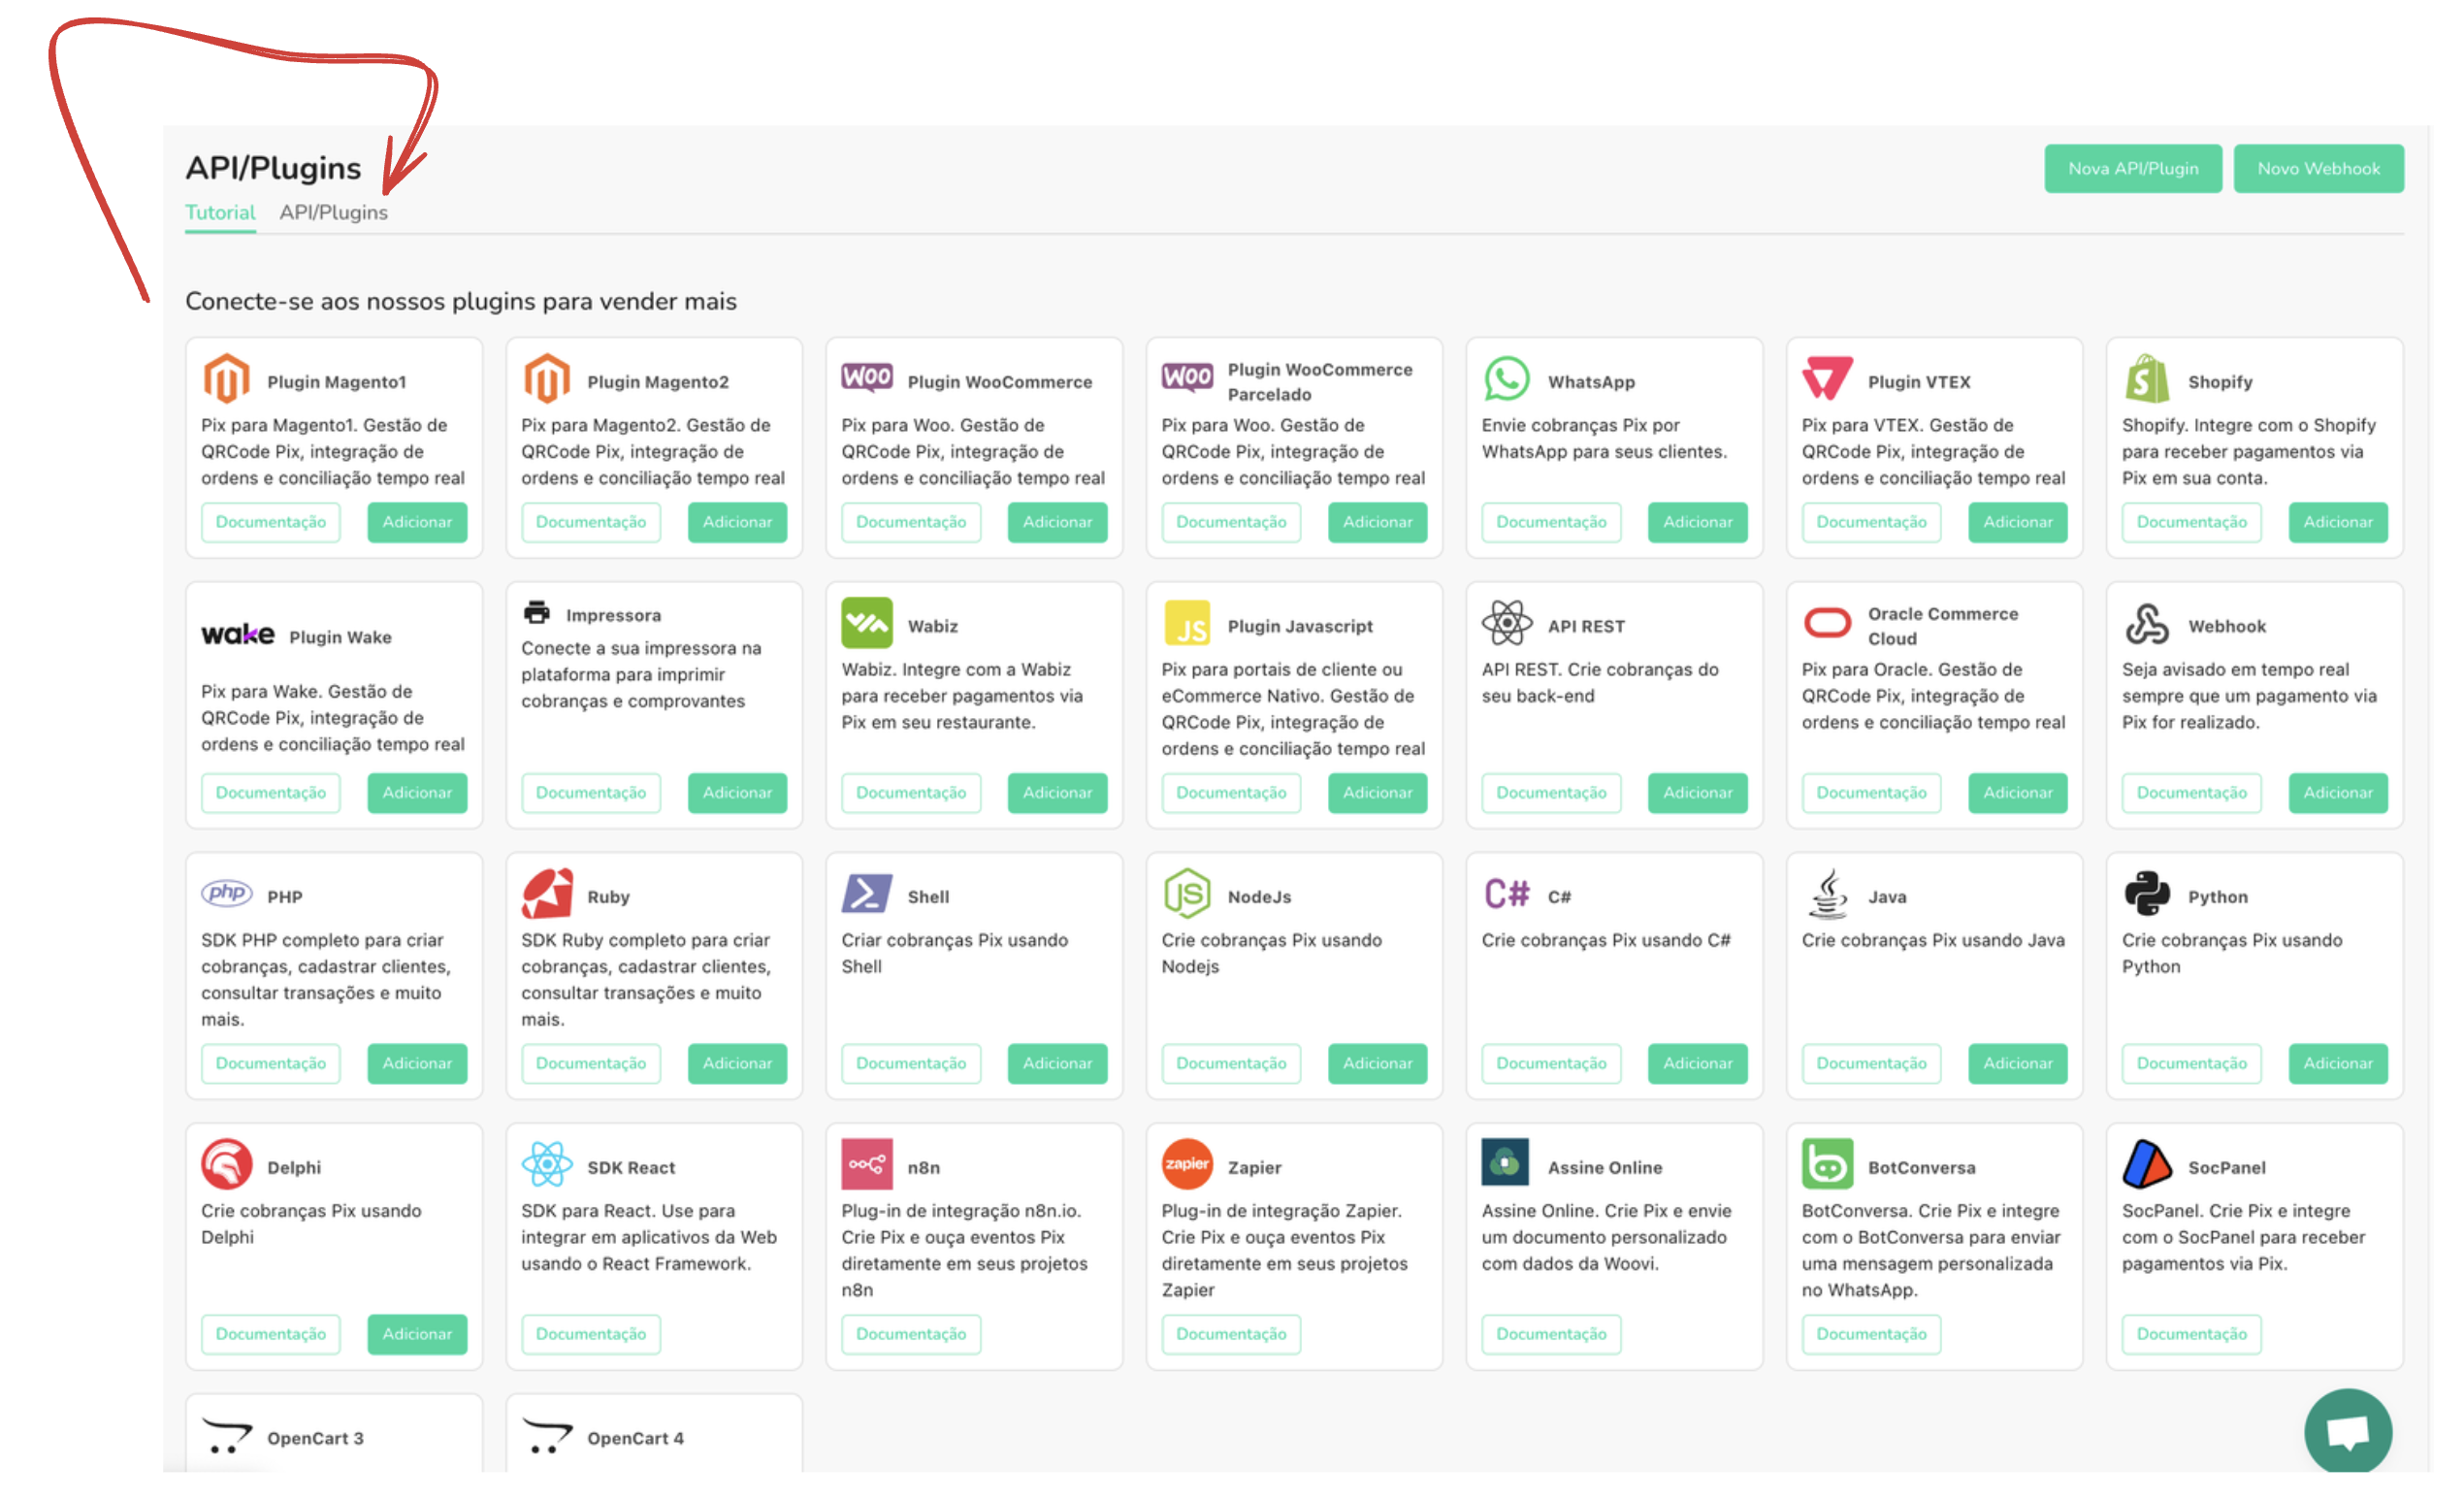 API/Plugins
Nova API/Plugin
Novo Webhook
Tutorial
API/Plugins
Conecte-se aos nossos plugins para vender mais
Plugin Magento1
Pix para Magento1. Gestão de
QRCode Pix, integração de
ordens e conciliação tempo real
Documentação
Adicionar
Plugin Magento2
Pix para Magento2. Gestão de
QRCode Pix, integração de
ordens e conciliação tempo real
Documentação
Adicionar
Woo
Plugin WooCommerce
Pix para Woo. Gestão de
QRCode Pix, integração de
ordens e conciliação tempo real
Documentação
Adicionar
Woo
Plugin WooCommerce
Parcelado
Pix para Woo. Gestão de
QRCode Pix, integração de
ordens e conciliação tempo real
Documentação
Adicionar
WhatsApp
Envie cobranças Pix por
WhatsApp para seus clientes.
Documentação
Adicionar
Plugin VTEX
Pix para VTEX. Gestão de
QRCode Pix, integração de
ordens e conciliação tempo real
Documentação
Adicionar
S
Shopify
Shopify. Integre com o Shopify
para receber pagamentos via
Pix em sua conta.
Documentação
Adicionar
wake
Plugin Wake
Pix para Wake. Gestão de
QRCode Pix, integração de
ordens e conciliação tempo real
Documentação
Adicionar
Impressora
Conecte a sua impressora na
plataforma para imprimir
cobranças e comprovantes
Documentação
Adicionar
Wabiz
Wabiz. Integre com a Wabiz
para receber pagamentos via
Pix em seu restaurante.
Documentação
Adicionar
JS
Plugin Javascript
Pix para portais de cliente ou
eCommerce Nativo. Gestão de
QRCode Pix, integração de
ordens e conciliação tempo real
Documentação
Adicionar
API REST
API REST. Crie cobranças do
seu back-end
Documentação
Adicionar
Oracle Commerce
Cloud
Pix para Oracle. Gestão de
QRCode Pix, integração de
ordens e conciliação tempo real
Documentação
Adicionar
Webhook
Seja avisado em tempo real
sempre que um pagamento via
Pix for realizado.
Documentação
Adicionar
php
PHP
SDK PHP completo para criar
cobranças, cadastrar clientes,
consultar transações e muito
mais.
Documentação
Adicionar
Ruby
SDK Ruby completo para criar
cobranças, cadastrar clientes,
consultar transações e muito
mais.
Documentação
Adicionar
Shell
Criar cobranças Pix usando
Shell
Documentação
Adicionar
JS
NodeJs
Crie cobranças Pix usando
Nodejs
Documentação
Adicionar
C#
C#
Crie cobranças Pix usando C#
Documentação
Adicionar
Java
Crie cobranças Pix usando Java
Documentação
Adicionar
Python
Crie cobranças Pix usando
Python
Documentação
Adicionar
Delphi
Crie cobranças Pix usando
Delphi
Documentação
Adicionar
SDK React
SDK para React. Use para
integrar em aplicativos da Web
usando o React Framework.
Documentação
n8n
Plug-in de integração n8n.io.
Crie Pix e ouça eventos Pix
diretamente em seus projetos
n8n
Documentação
zapier
Zapier
Plug-in de integração Zapier.
Crie Pix e ouça eventos Pix
diretamente em seus projetos
Zapier
Documentação
Assine Online
Assine Online. Crie Pix e envie
um documento personalizado
com dados da Woovi.
Documentação
BotConversa
BotConversa. Crie Pix e integre
com o BotConversa para enviar
uma mensagem personalizada
no WhatsApp.
Documentação
SocPanel
SocPanel. Crie Pix e integre
com o SocPanel para receber
pagamentos via Pix.
Documentação
OpenCart 3
OpenCart 4